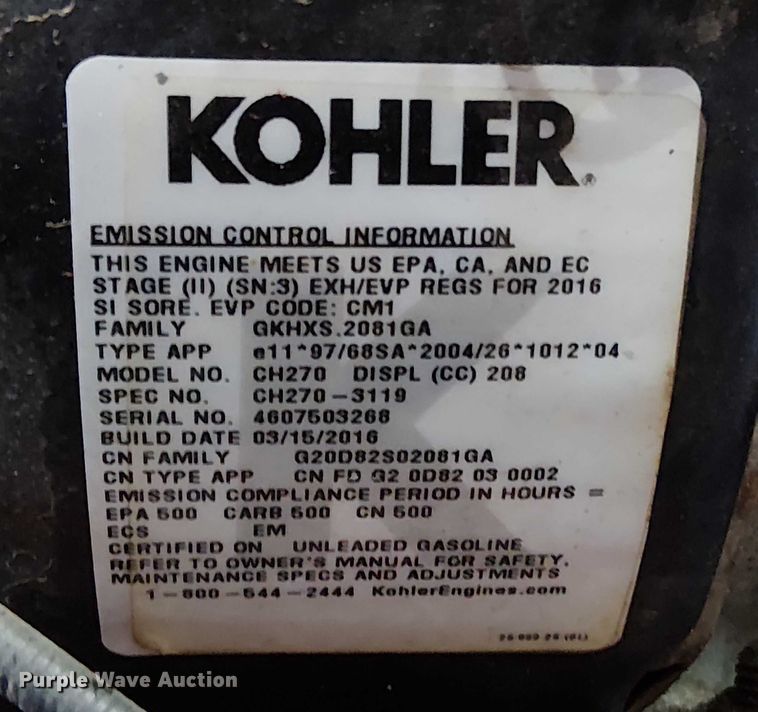 KOHLER®
EMISSION CONTROL INFORMATION
THIS ENGINE MEETS US EPA, CA, AND EC
STAGE (II) (SN:3) EXH/EVP REGS FOR 2016
SI SORE. EVP CODE: CM1
FAMILY GKHXS.2081GA
TYPE APP e11*97/68SA*2004/26*1012*04
MODEL NO. CH270 DISPL (CC) 208
SPEC NO. CH270-3119
SERIAL NO. 4607503268
BUILD DATE 03/15/2016
CN FAMILY G20D82S02081GA
CN TYPE APP CN FD G2 0D82 03 0002
EMISSION COMPLIANCE PERIOD IN HOURS =
EPA 500 CARB 500 CN 500
ECS EM
CERTIFIED ON UNLEADED GASOLINE
REFER TO OWNER'S MANUAL FOR SAFETY,
MAINTENANCE SPECS AND ADJUSTMENTS
1-800-544-2444 KohlerEngines.com
Purple Wave Auction